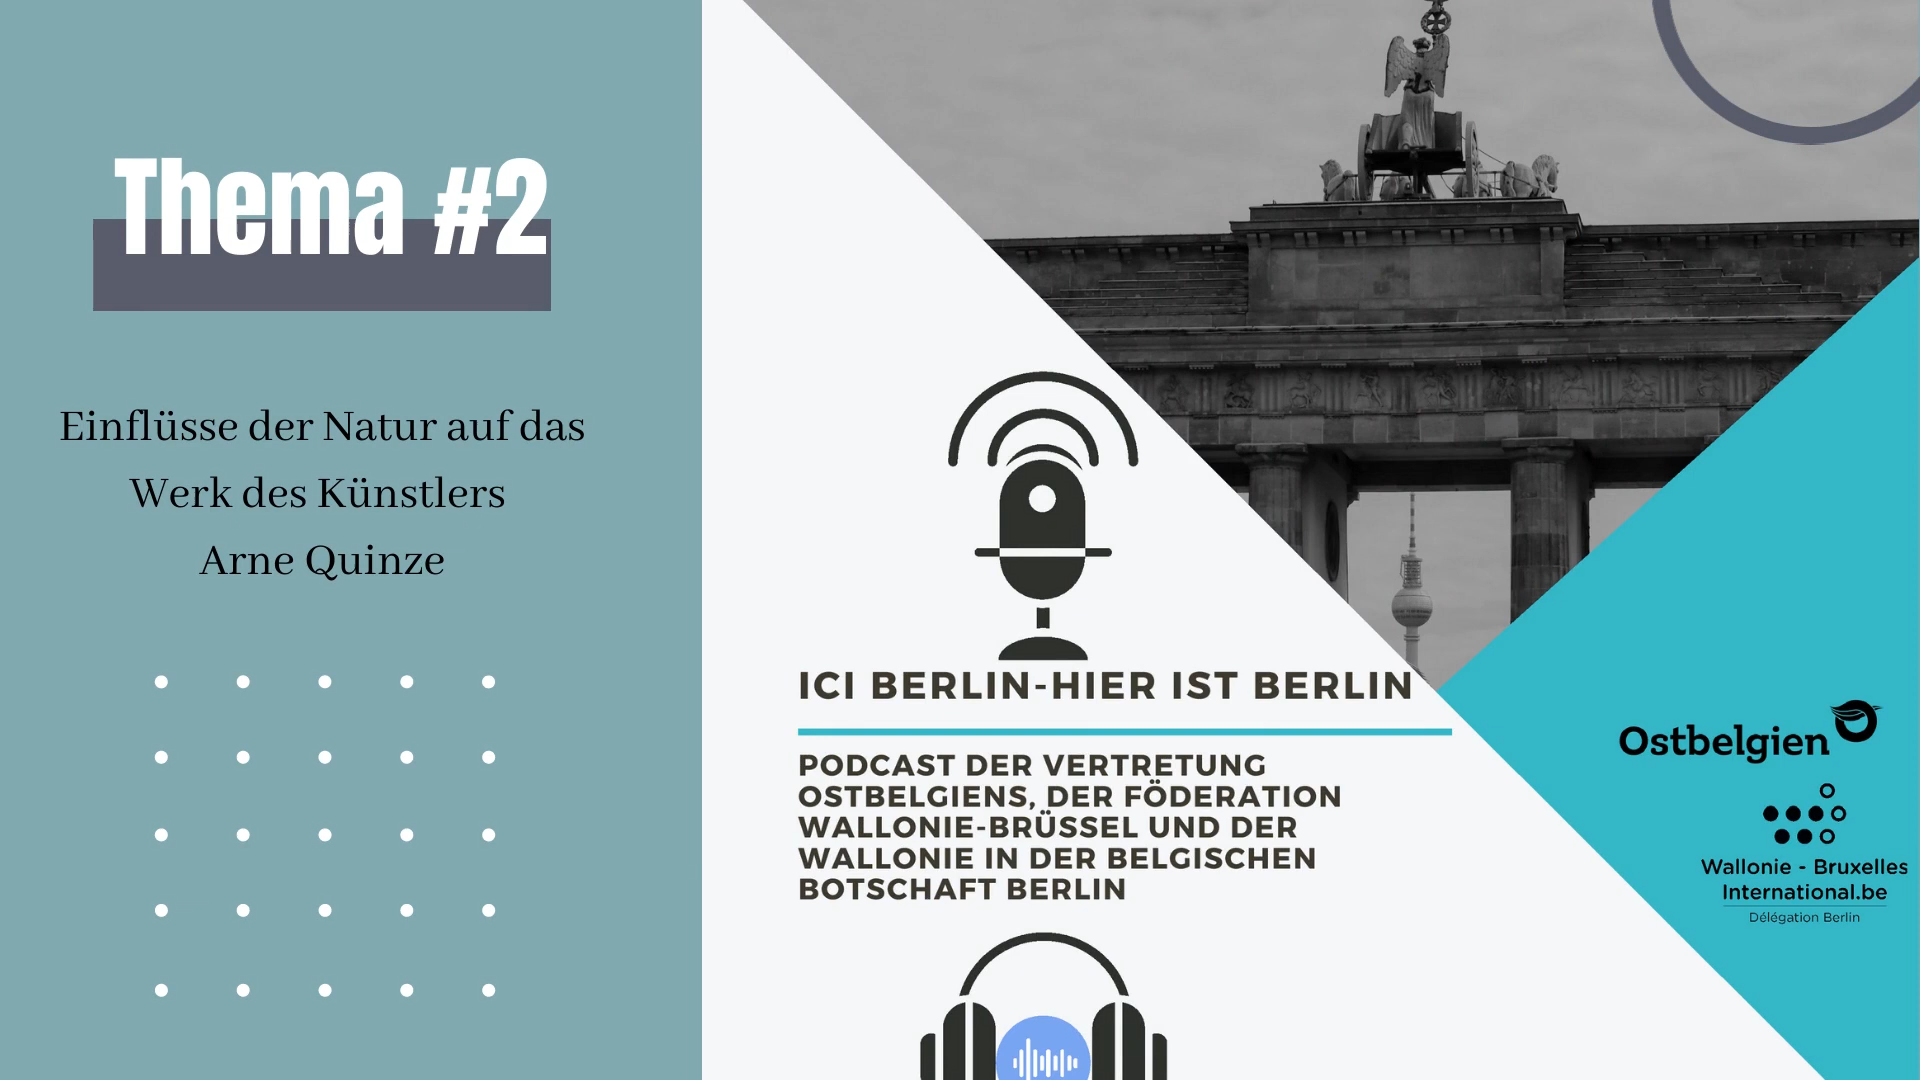 Thema #2
Einflüsse der Natur auf das
Werk des Künstlers
Arne Quinze
ICI BERLIN-HIER IST BERLIN
PODCAST DER VERTRETUNG
OSTBELGIENS, DER FÖDERATION
WALLONIE-BRÜSSEL UND DER
WALLONIE IN DER BELGISCHEN
BOTSCHAFT BERLIN
Ostbelgien
Wallonie - Bruxelles
International.be
Délégation Berlin